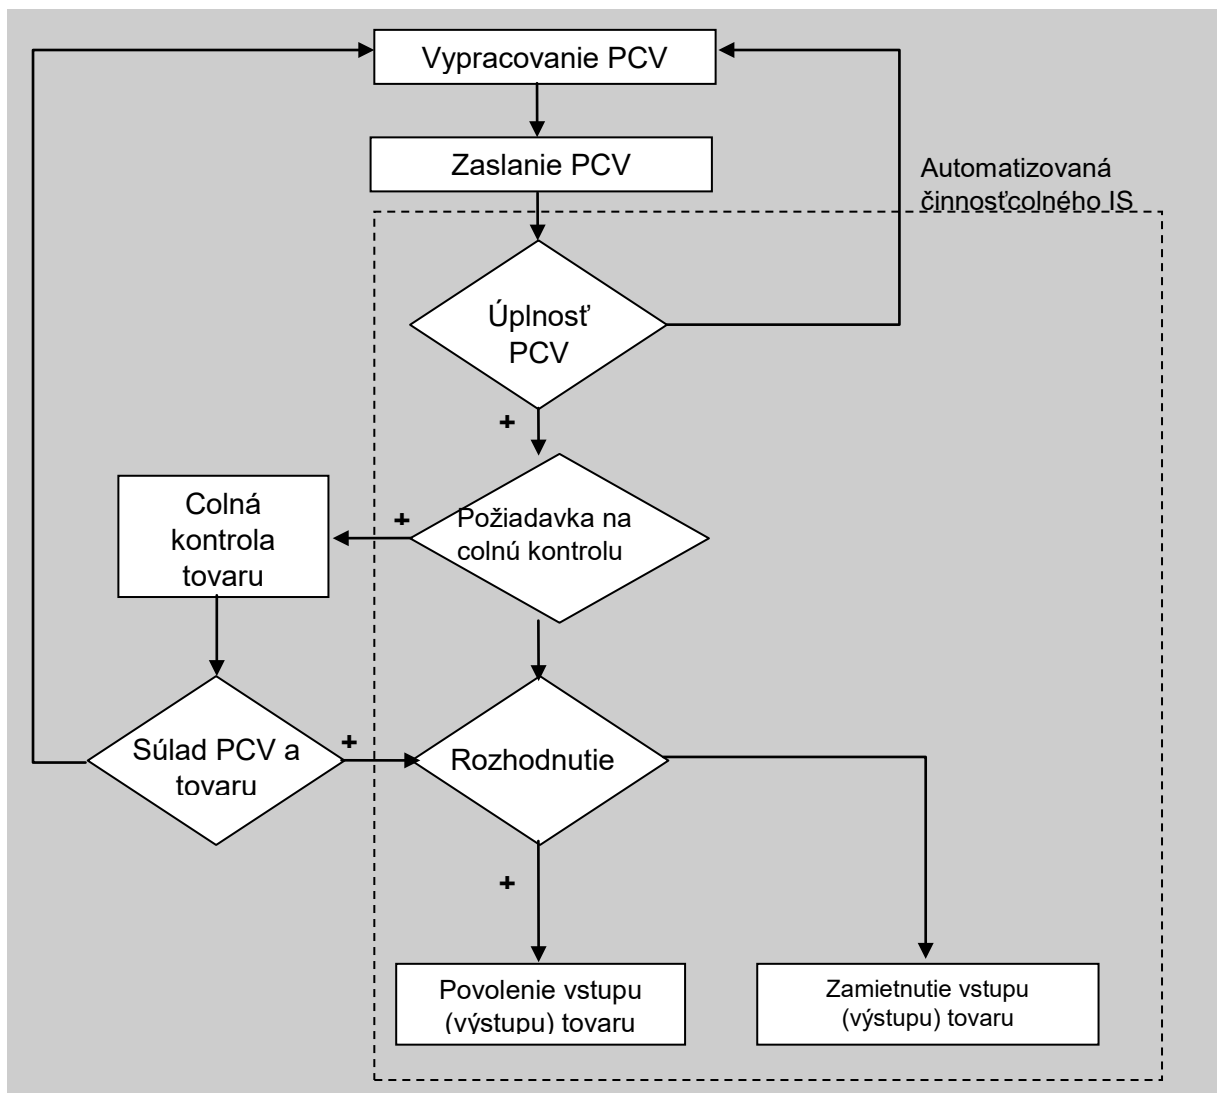 Vypracovanie PCV
Zaslanie PCV
Automatizovaná
činnosťcolného IS
Úplnosť
PCV
+
Colná
kontrola
tovaru
+
Požiadavka na
colnú kontrolu
Súlad PCV a
tovaru
+
Rozhodnutie
+
Povolenie vstupu
(výstupu) tovaru
Zamietnutie vstupu
(výstupu) tovaru